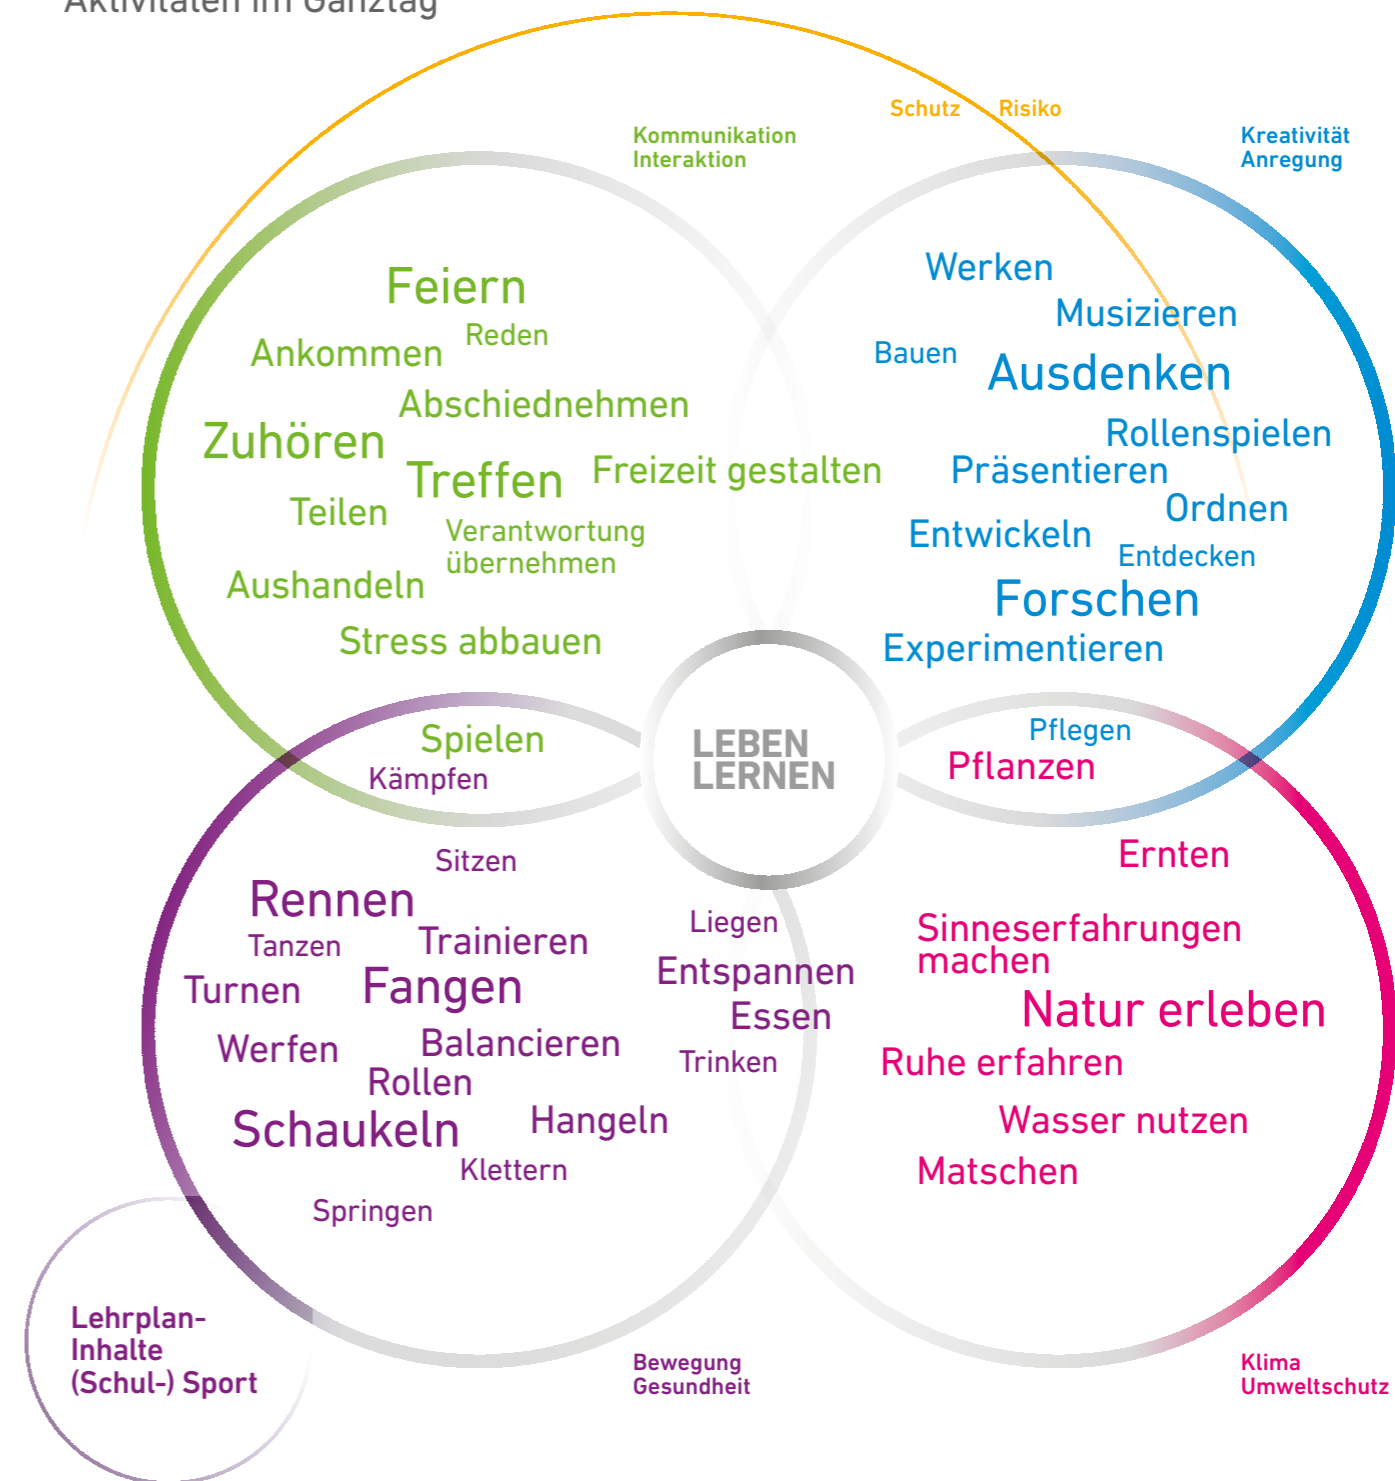 Aktivitäten im Ganztag
Schutz Risiko
Kommunikation
Interaktion
Kreativität
Anregung
Feiern
Reden
Ankommen
Abschiednehmen
Zuhören
Treffen
Freizeit gestalten
Teilen
Verantwortung
übernehmen
Aushandeln
Stress abbauen
Werken
Musizieren
Bauen
Ausdenken
Rollenspielen
Präsentieren
Ordnen
Entwickeln
Entdecken
Forschen
Experimentieren
Spielen
Kämpfen
LEBEN
LERNEN
Pflegen
Pflanzen
Sitzen
Rennen
Tanzen
Trainieren
Turnen
Fangen
Werfen
Balancieren
Rollen
Schaukeln
Hangeln
Klettern
Springen
Liegen
Entspannen
Essen
Trinken
Ernten
Sinneserfahrungen
machen
Natur erleben
Ruhe erfahren
Wasser nutzen
Matschen
Lehrplan-
Inhalte
(Schul-) Sport
Bewegung
Gesundheit
Klima
Umweltschutz